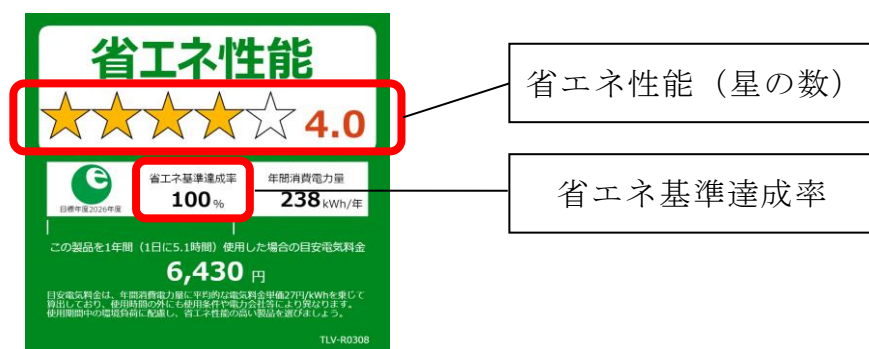 省エネ性能
4.0
省エネ基準達成率
100%
年間消費電力量
238kWh/年
目標年度2026年度
この製品を1年間(1日に5.1時間)使用した場合の目安電気料金
6,430 円
目安電気料金は、年間消費電力量に平均的な電気料金単価27円/kWhを乗じて
算出しており、使用時間の外にも使用条件や電力会社等により異なります。
使用期間中の環境負荷に配慮し、省エネ性能の高い製品を選びましょう。
TLV-R0308
省エネ性能(星の数)
省エネ基準達成率